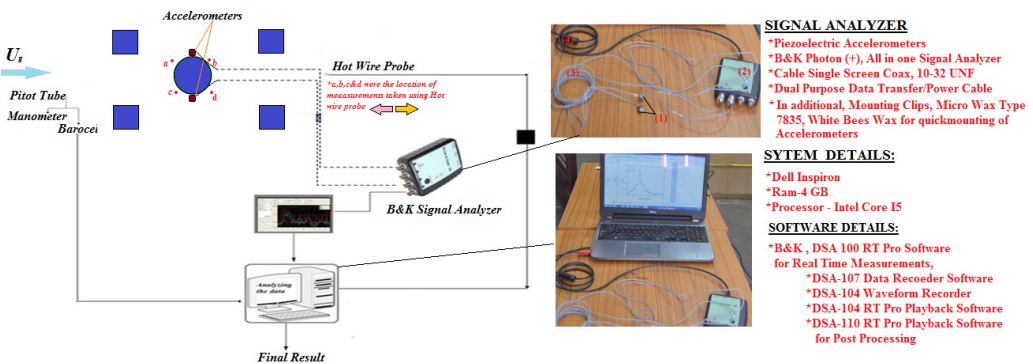 Accelerometers
U_g
a
b
c
d
Pitot Tube
Manometer
Barocel
Hot Wire Probe
*a,b,c&d were the location of
measurements taken using Hot
wire probe
B&K Signal Analyzer
Analyzing
the data
Final Result
(4)
(3)
(2)
(1)
SIGNAL ANALYZER
*Piezoelectric Accelerometers
*B&K Photon (+), All in one Signal Analyzer
*Cable Single Screen Coax, 10-32 UNF
*Dual Purpose Data Transfer/Power Cable
*In additional, Mounting Clips, Micro Wax Type
7835, White Bees Wax for quickmounting of
Accelerometers
SYTEM DETAILS:
*Dell Inspiron
*Ram-4 GB
*Processor - Intel Core I5
SOFTWARE DETAILS:
*B&K , DSA 100 RT Pro Software
for Real Time Measurements,
*DSA-107 Data Recoeder Software
*DSA-104 Waveform Recorder
*DSA-104 RT Pro Playback Software
*DSA-110 RT Pro Playback Software
for Post Processing